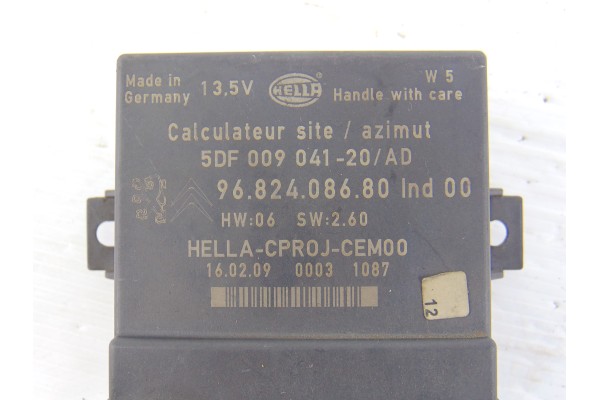 Made in Germany 13,5V HELLA W 5
Handle with care
Calculateur site / azimut
5DF 009 041-20/AD
96.824.086.80 Ind 00
HW:06 SW:2.60
HELLA-CPROJ-CEM00
16.02.09 0003 1087
12